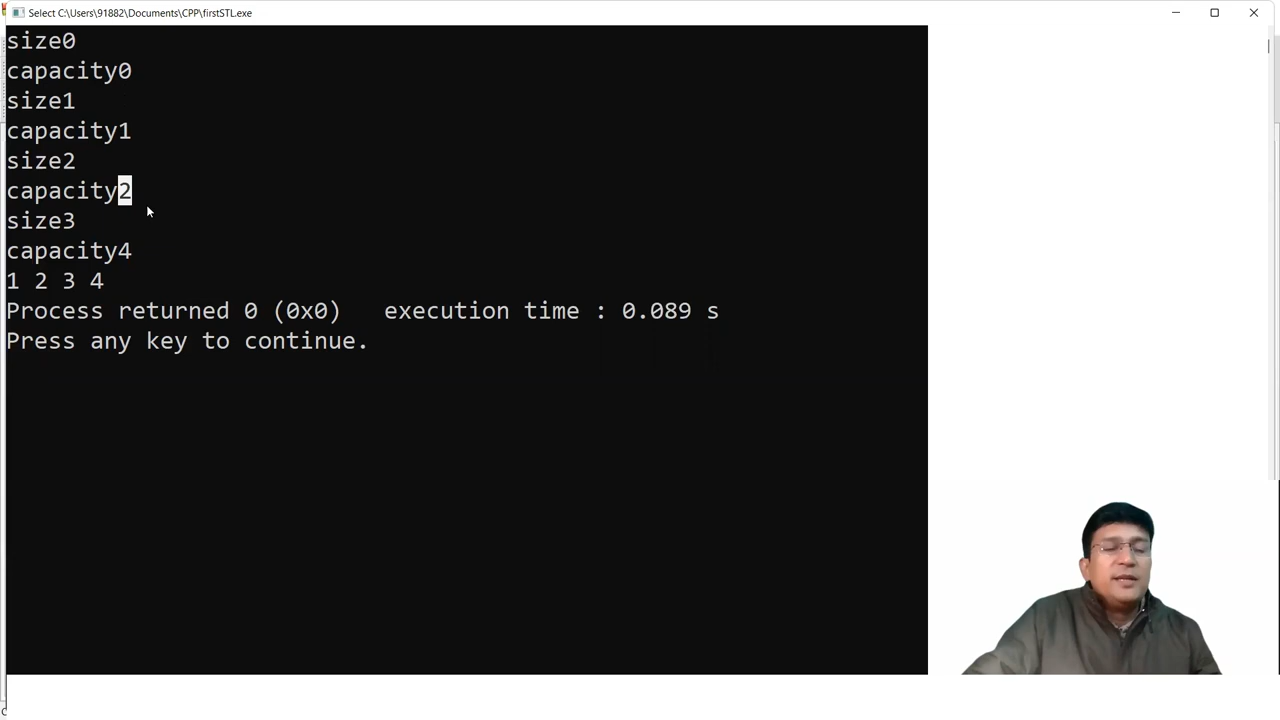 Select C:\Users\91882\Documents\CPP\firstSTL.exe
size0
capacity0
size1
capacity1
size2
capacity2
size3
capacity4
1 2 3 4
Process returned 0 (0x0)   execution time : 0.089 s
Press any key to continue.